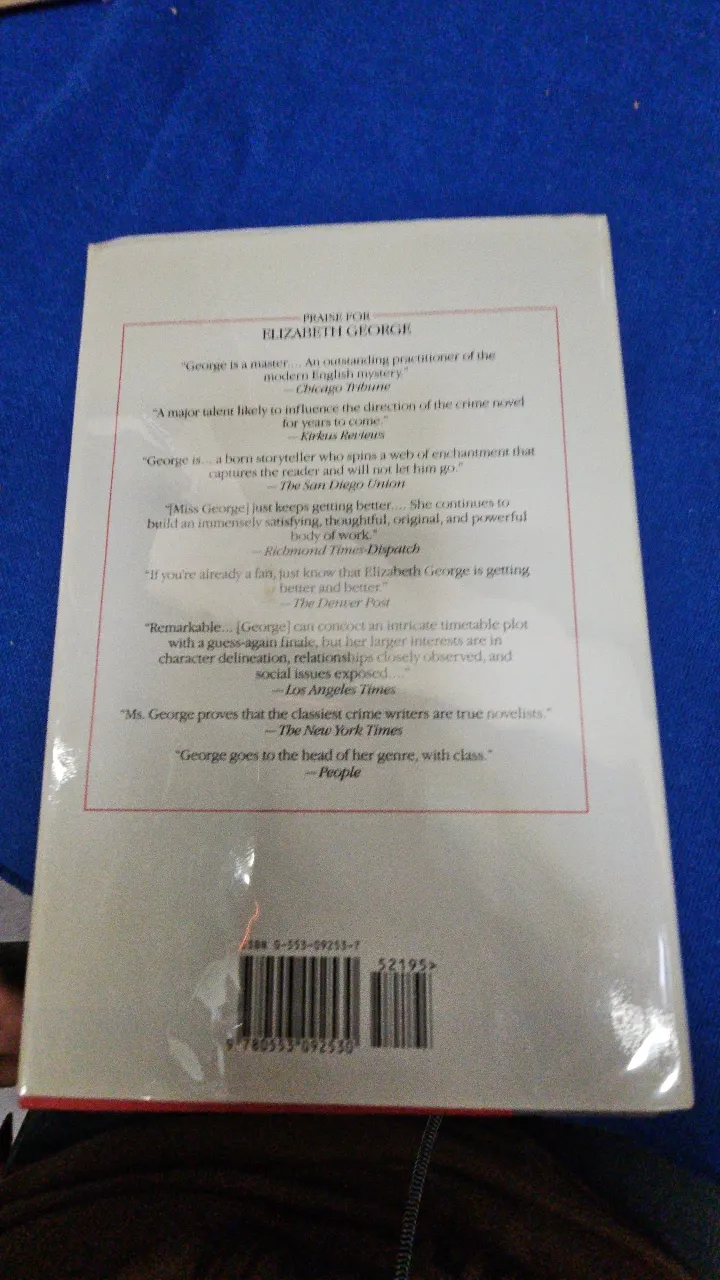 PRAISE FOR
ELIZABETH GEORGE
"George is a master.... An outstanding practitioner of the
modern English mystery."
—Chicago Tribune
"A major talent likely to influence the direction of the crime novel
for years to come."
—Kirkus Reviews
"George is... a born storyteller who spins a web of enchantment that
captures the reader and will not let him go."
—The San Diego Union
"[Miss George] just keeps getting better.... She continues to
build an immensely satisfying, thoughtful, original, and powerful
body of work."
—Richmond Times-Dispatch
"If you're already a fan, just know that Elizabeth George is getting
better and better."
—The Denver Post
"Remarkable... [George] can concoct an intricate timetable plot
with a guess-again finale, but her larger interests are in
character delineation, relationships closely observed, and
social issues exposed...."
—Los Angeles Times
"Ms. George proves that the classiest crime writers are true novelists."
—The New York Times
"George goes to the head of her genre, with class."
—People
ISBN 0-553-09253-7
52195>
9 780553 092530